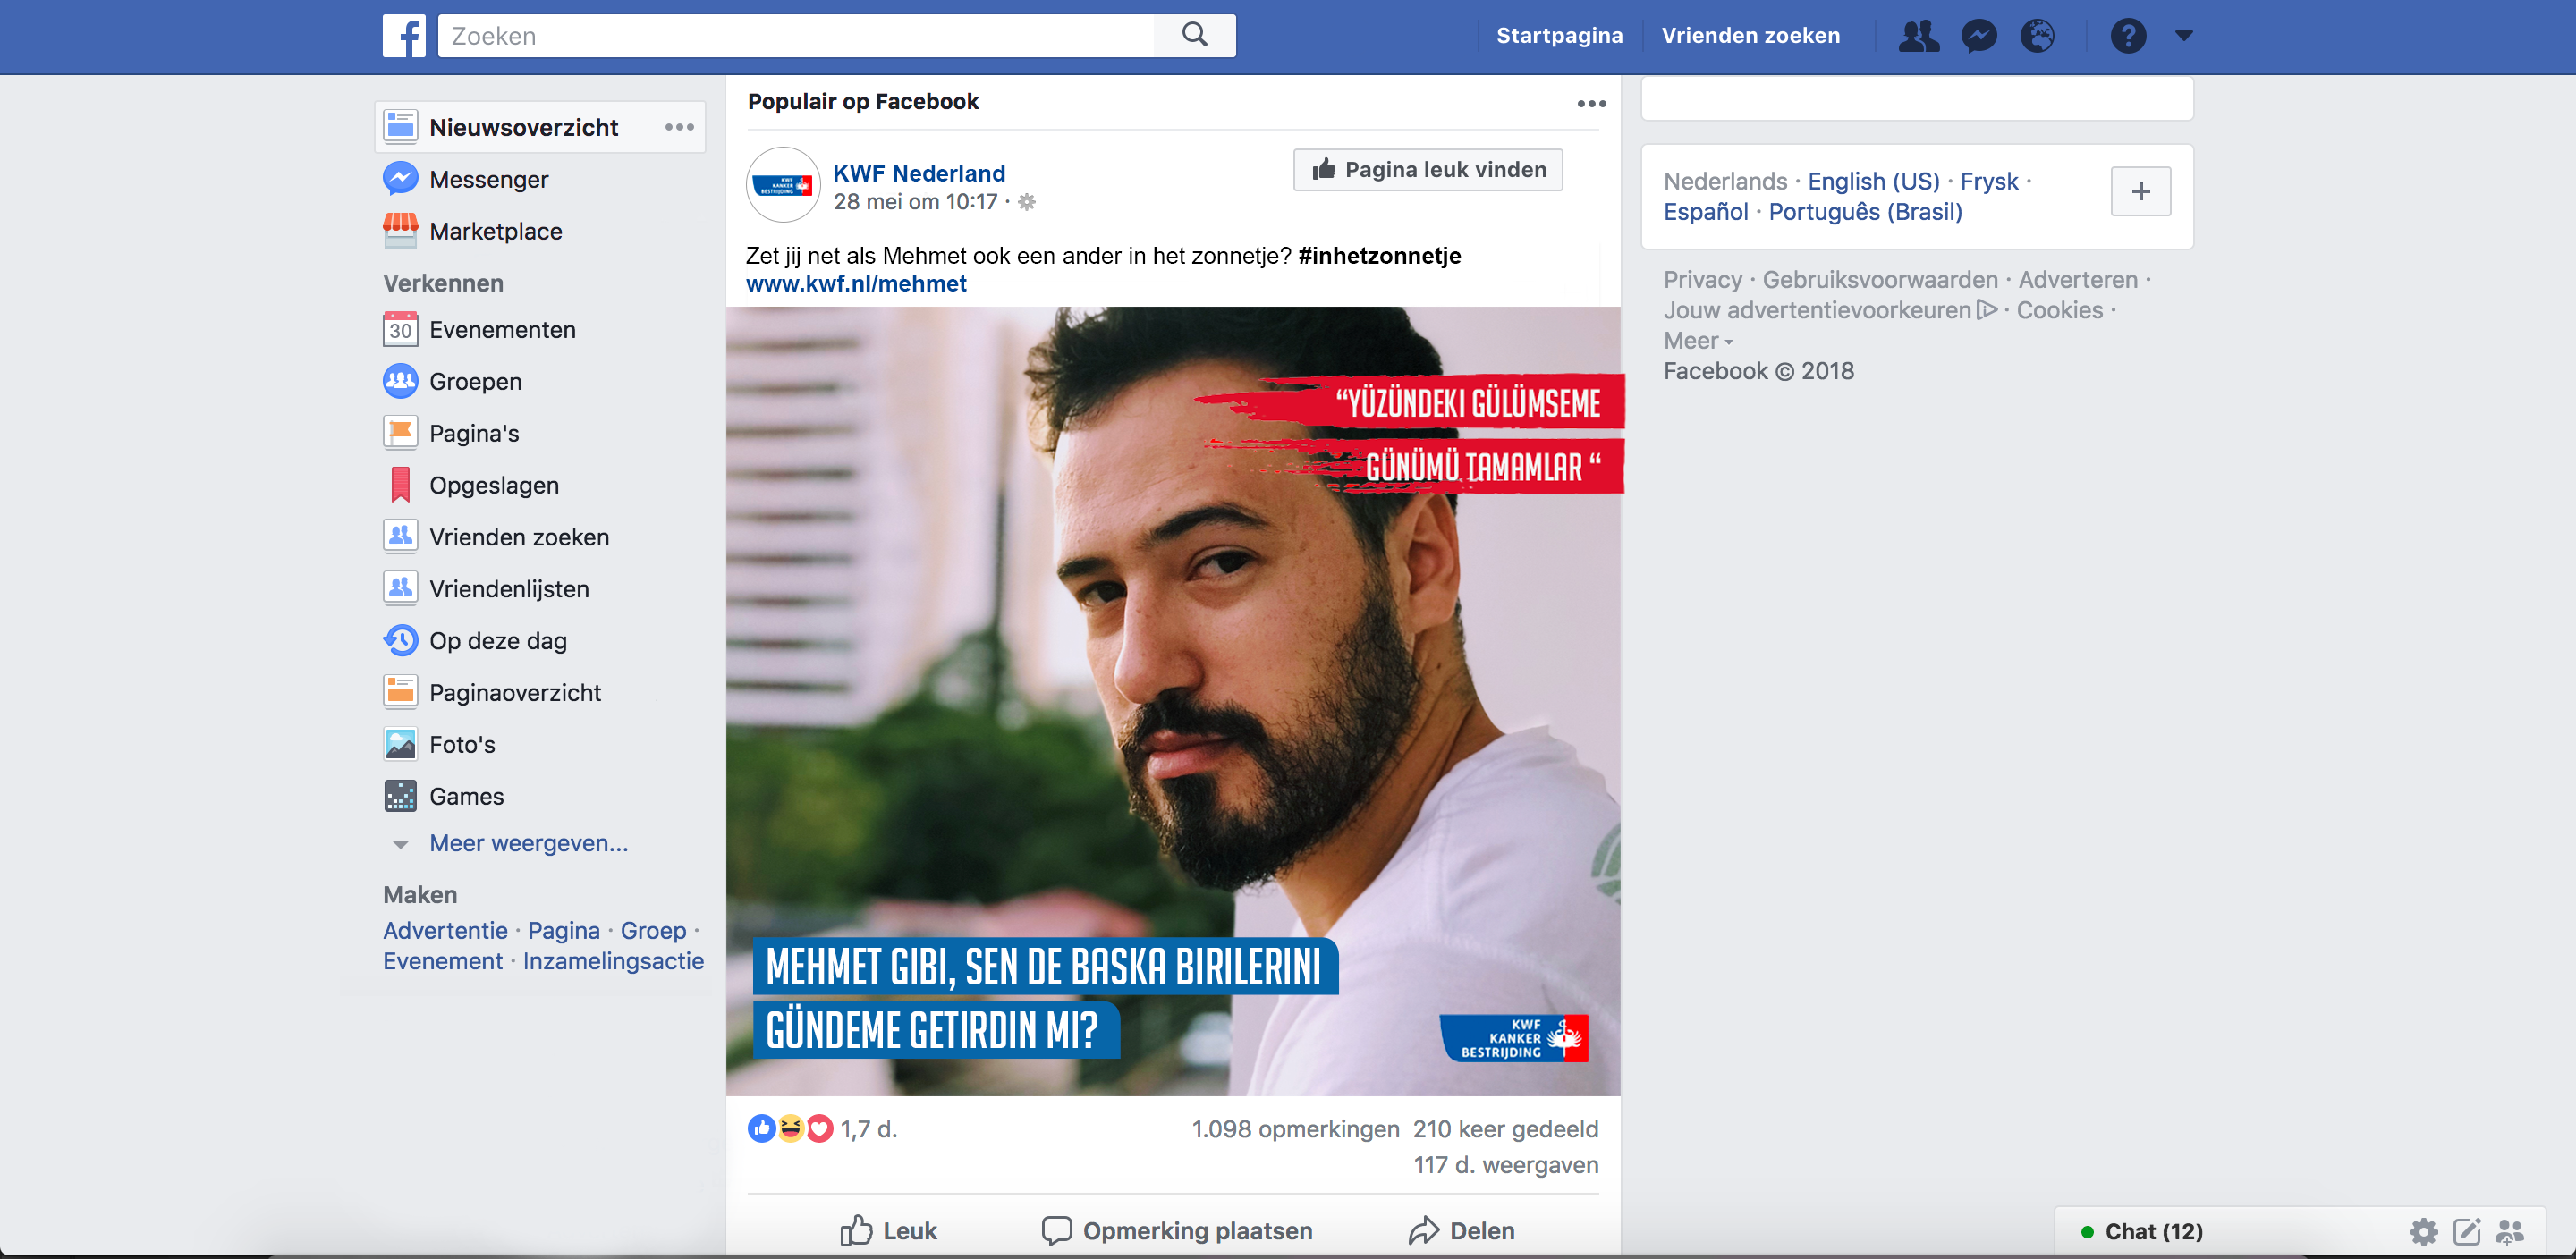 Zoeken
Startpagina
Vrienden zoeken
Nieuwsoverzicht
Messenger
Marketplace
Verkennen
30
Evenementen
Groepen
Pagina's
Opgeslagen
Vrienden zoeken
Vriendenlijsten
Op deze dag
Paginaoverzicht
Foto's
Games
Meer weergeven...
Maken
Advertentie · Pagina · Groep ·
Evenement · Inzamelingsactie
Populair op Facebook
KWF
KANKER
BESTRIJDING
KWF Nederland
28 mei om 10:17 ·
Pagina leuk vinden
Zet jij net als Mehmet ook een ander in het zonnetje? #inhetzonnetje
www.kwf.nl/mehmet
“YÜZÜNDEKI GÜLÜMSEME
GÜNÜMÜ TAMAMLAR “
MEHMET GIBI, SEN DE BASKA BIRILERINI
GÜNDEME GETIRDIN MI?
KWF
KANKER
BESTRIJDING
1,7 d.
1.098 opmerkingen 210 keer gedeeld
117 d. weergaven
Leuk
Opmerking plaatsen
Delen
Nederlands · English (US) · Frysk ·
Español · Português (Brasil)
Privacy · Gebruiksvoorwaarden · Adverteren ·
Jouw advertentievoorkeuren · Cookies ·
Meer
Facebook © 2018
Chat (12)